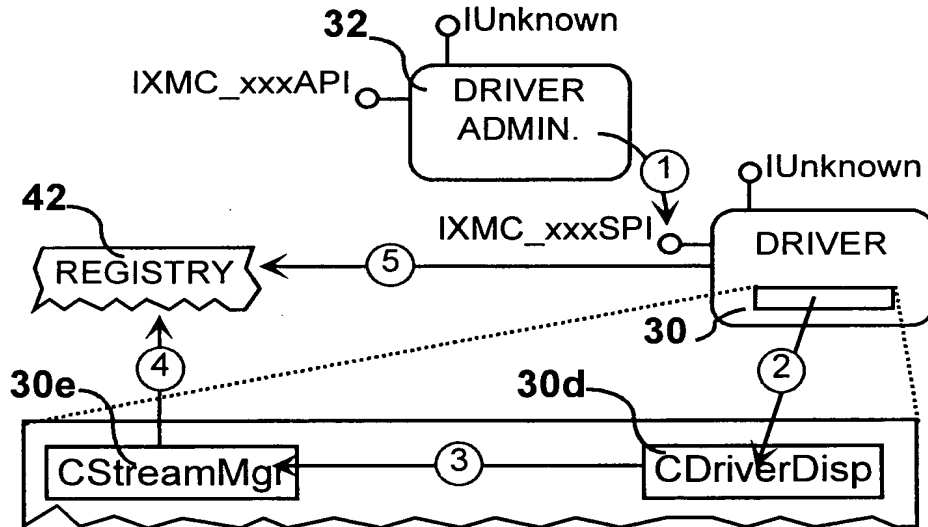 32
IUnknown
IXMC_xxxAPI
DRIVER
ADMIN.
1
IUnknown
42
IXMC_xxxSPI
DRIVER
REGISTRY
5
30
4
2
30e
30d
CStreamMgr
3
CDriverDisp